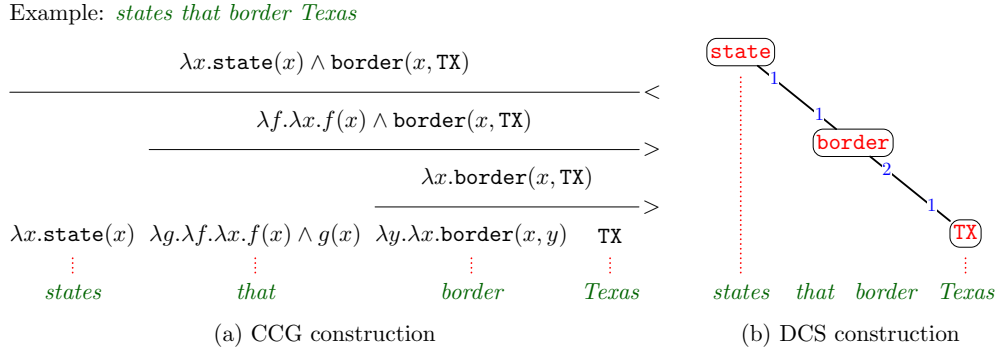 Example: states that border Texas
λx.state(x) ∧ border(x, TX)
<
λf.λx.f(x) ∧ border(x, TX)
>
λx.border(x, TX)
>
λx.state(x) λg.λf.λx.f(x) ∧ g(x) λy.λx.border(x, y) TX
states that border Texas
(a) CCG construction
state
1
1
border
2
1
TX
states that border Texas
(b) DCS construction